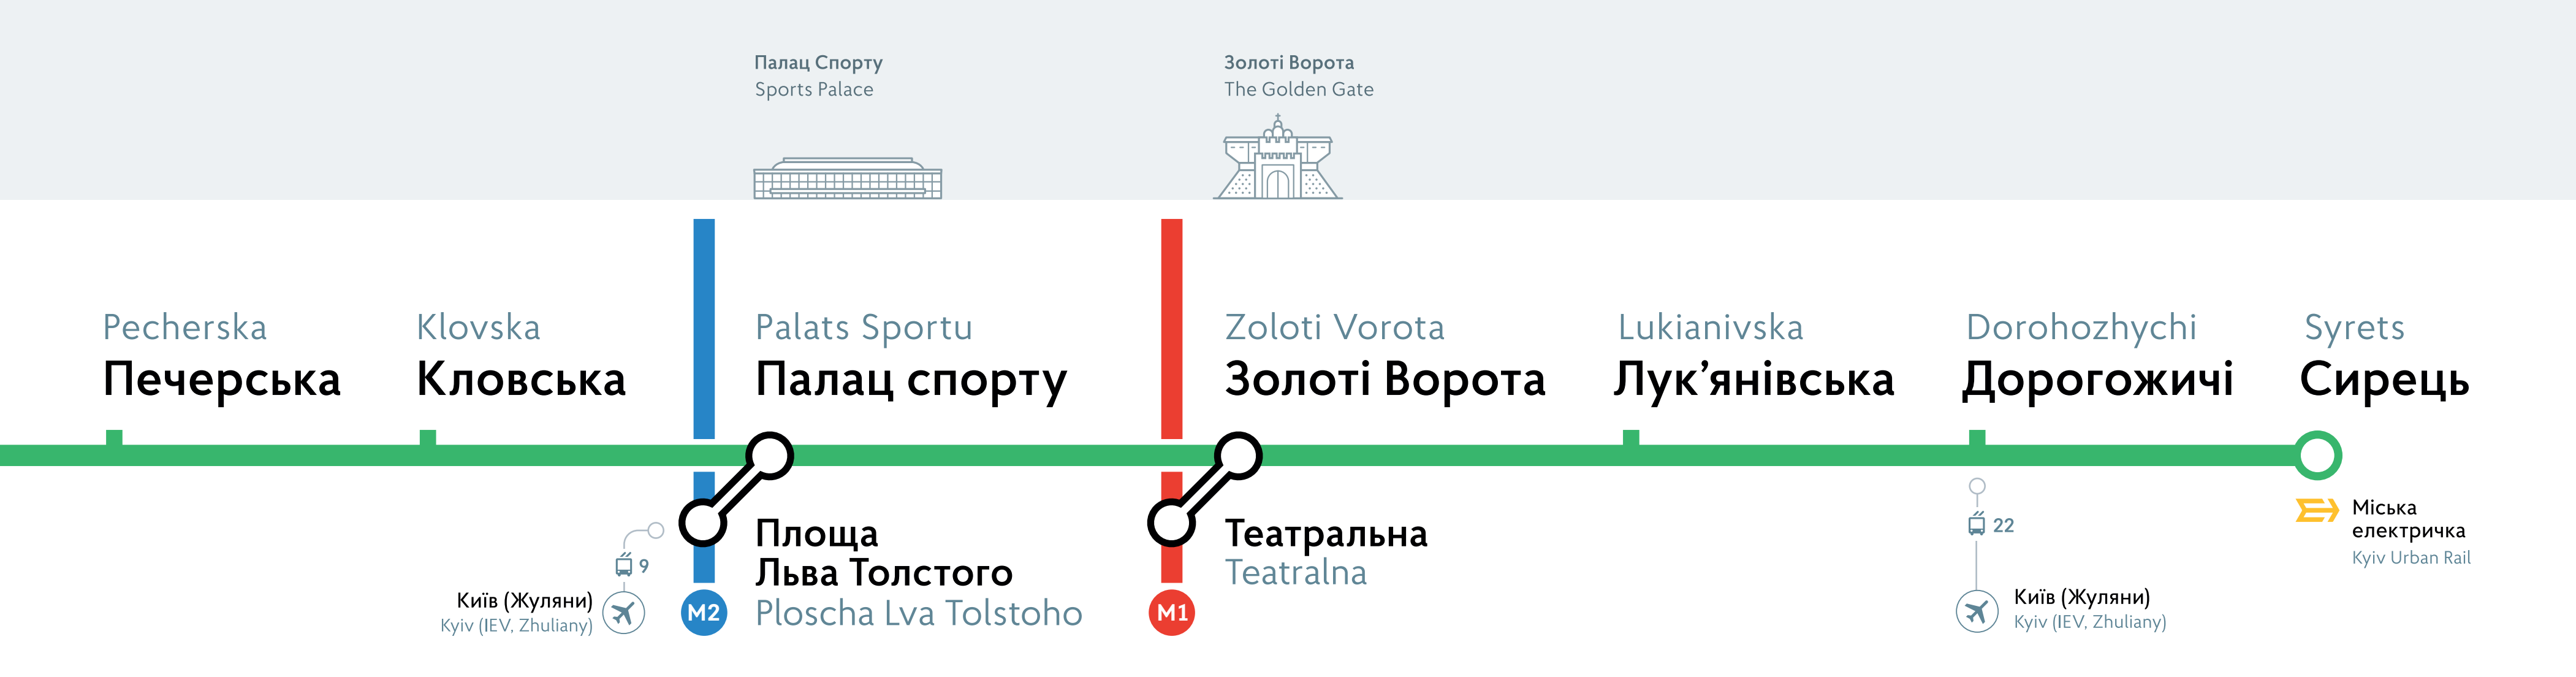 Палац Спорту
Sports Palace
Золоті Ворота
The Golden Gate
Pecherska
Печерська
Klovska
Кловська
Palats Sportu
Палац спорту
Zoloti Vorota
Золоті Ворота
Lukianivska
Лук’янівська
Dorohozhychi
Дорогожичі
Syrets
Сирець
9
Київ (Жуляни)
Kyiv (IEV, Zhuliany)
M2
Площа
Льва Толстого
Ploscha Lva Tolstoho
M1
Театральна
Teatralna
22
Київ (Жуляни)
Kyiv (IEV, Zhuliany)
Міська
електричка
Kyiv Urban Rail